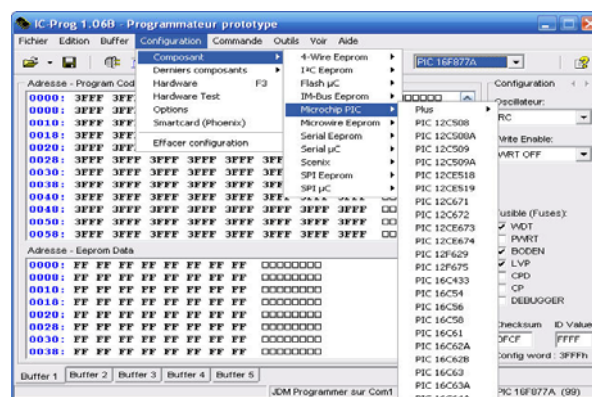 IC-Prog 1.06B - Programmateur prototype
Fichier Edition Buffer Configuration Commande Outils Voir Aide
PIC 16F877A
Composant
Derniers composants
Hardware F3
Hardware Test
Options
Smartcard (Phoenix)
Effacer configuration
4-Wire Eeprom
I²C Eeprom
Flash µC
IM-Bus Eeprom
Microchip PIC
Microwire Eeprom
Serial Eeprom
Serial µC
Scenix
SPI Eeprom
SPI µC
Plus
PIC 12C508
PIC 12C508A
PIC 12C509
PIC 12C509A
PIC 12CE518
PIC 12CE519
PIC 12C671
PIC 12C672
PIC 12CE673
PIC 12CE674
PIC 12F629
PIC 12F675
PIC 16C433
PIC 16C54
PIC 16C56
PIC 16C58
PIC 16C61
PIC 16C62A
PIC 16C62B
PIC 16C63
PIC 16C63A
Adresse - Program Cod
0000: 3FFF 3FF
0008: 3FFF 3FF
0010: 3FFF 3FF
0018: 3FFF 3FF
0020: 3FFF 3FF
0028: 3FFF 3FFF 3FFF 3FFF 3FFF 3FFF
0030: 3FFF 3FFF 3FFF 3FFF 3FFF 3FFF
0038: 3FFF 3FFF 3FFF 3FFF 3FFF 3FFF
0040: 3FFF 3FFF 3FFF 3FFF 3FFF 3FFF
0048: 3FFF 3FFF 3FFF 3FFF 3FFF 3FFF 3FFF 3FFF
0050: 3FFF 3FFF 3FFF 3FFF 3FFF 3FFF 3FFF 3FFF
0058: 3FFF 3FFF 3FFF 3FFF 3FFF 3FFF 3FFF 3FFF
Adresse - Eeprom Data
0000: FF FF FF FF FF FF FF FF
0008: FF FF FF FF FF FF FF FF
0010: FF FF FF FF FF FF FF FF
0018: FF FF FF FF FF FF FF FF
0020: FF FF FF FF FF FF FF FF
0028: FF FF FF FF FF FF FF FF
0030: FF FF FF FF FF FF FF FF
0038: FF FF FF FF FF FF FF FF
Configuration
Oscillateur:
RC
Write Enable:
WRT OFF
usible (Fuses):
WDT
PWRT
BODEN
LVP
CPD
CP
DEBUGGER
Checksum ID Value
0FCF FFFF
Config word : 3FFFh
Buffer 1 Buffer 2 Buffer 3 Buffer 4 Buffer 5
JDM Programmer sur Com1
PIC 16F877A (99)